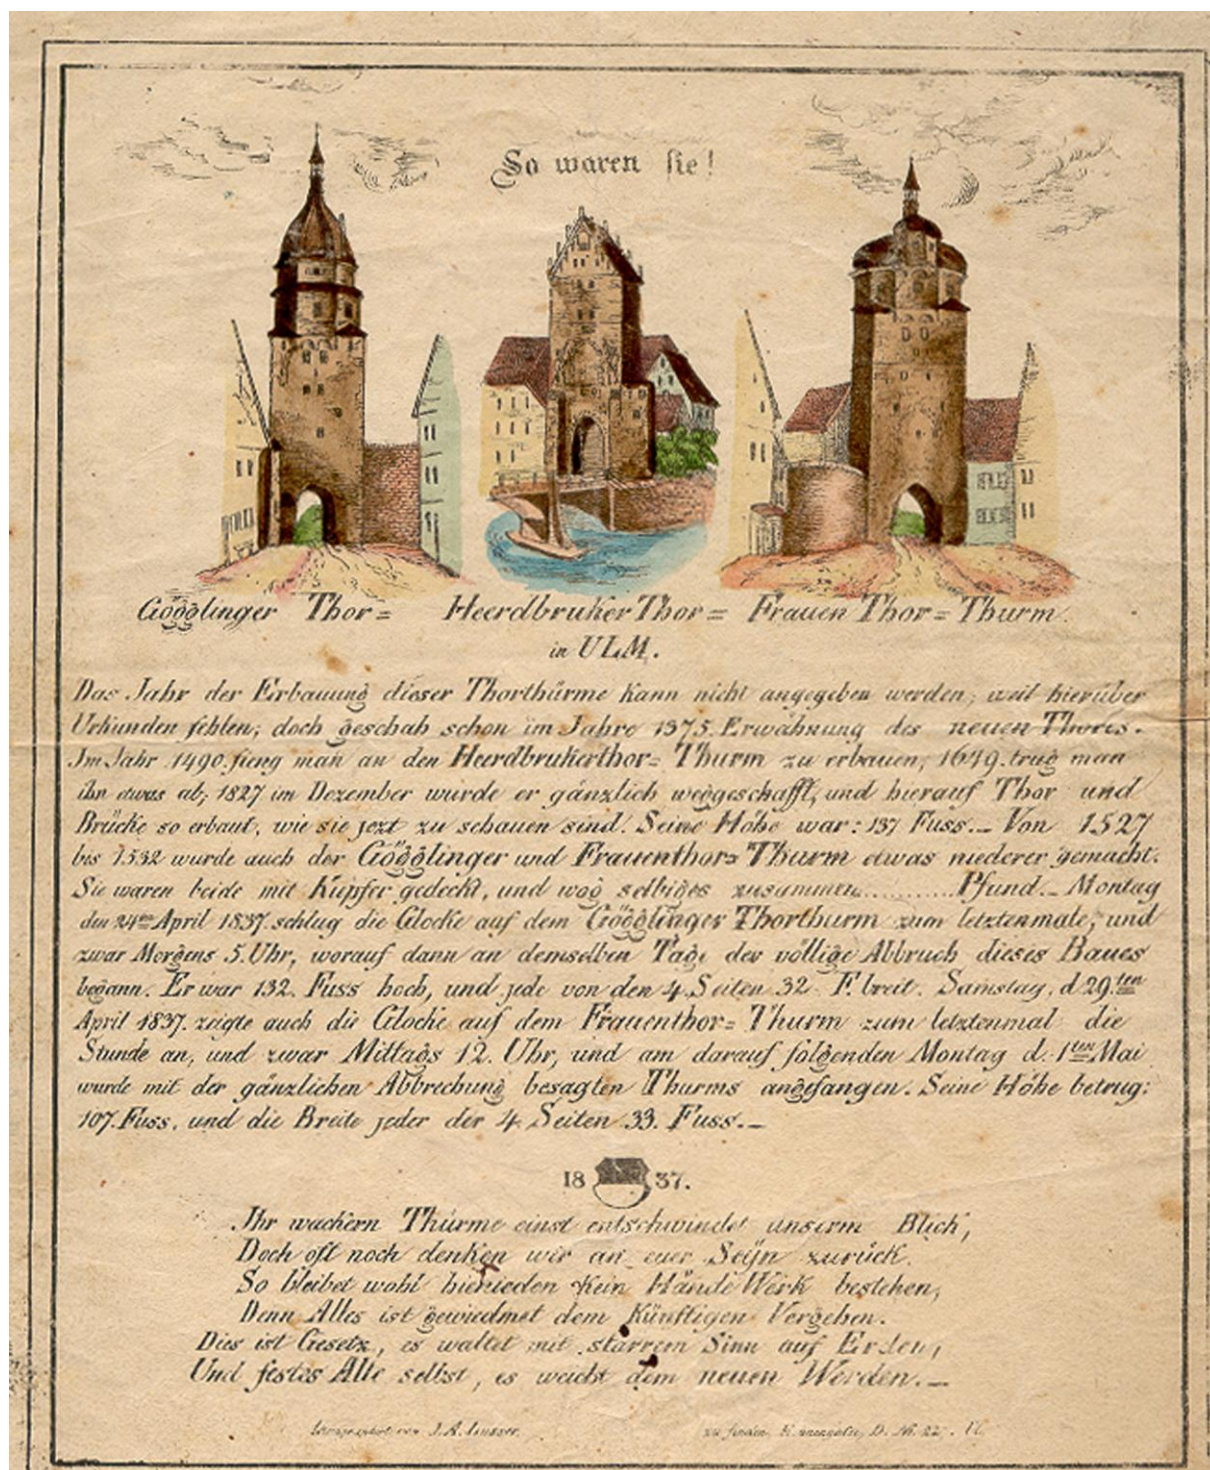 So waren sie!
Gögglinger Thor= Heerdbruker Thor= Frauen Thor=Thurm.
in ULM.
Das Jahr der Erbauung dieser Thorthürme kann nicht angegeben werden, weil hierüber
Urkunden fehlen; doch geschah schon im Jahre 1375. Erwähnung des neuen Thores.
Im Jahr 1490. fieng man an den Heerdbrukerthor= Thurm zu erbauen; 1649. trug man
ihn etwas ab; 1827 im Dezember wurde er gänzlich weggeschafft, und hierauf Thor und
Brücke so erbaut, wie sie jezt zu schauen sind. Seine Höhe war: 137 Fuss._ Von 1527
bis 1532 wurde auch der Gögglinger und Frauenthor= Thurm etwas niederer gemacht.
Sie waren beide mit Kupfer gedeckt, und wog selbiges zusammen..........Pfund._ Montag
den 24ten April 1837. schlug die Glocke auf dem Gögglinger Thorthurm zum letztenmale, und
zwar Morgens 5. Uhr, worauf dann an demselben Tage der völlige Abbruch dieses Baues
begann. Er war 132. Fuss hoch, und jede von den 4. Seiten 32 F. breit. Samstag, d 29.ten
April 1837. zeigte auch die Glocke auf dem Frauenthor= Thurm zum letztenmal die
Stunde an, und zwar Mittags 12. Uhr, und am darauf folgenden Montag d. 1ten Mai
wurde mit der gänzlichen Abbrechung besagten Thurms angefangen. Seine Höhe betrug:
107. Fuss, und die Breite jeder der 4. Seiten 33. Fuss._
18 37.
Ihr wackern Thürme einst entschwindet unserm Blick,
Doch oft noch denken wir an euer Seÿn zurück.
So bleibet wohl hienieden kein Hände Werk bestehen,
Denn Alles ist gewiedmet dem Künftigen Vergehen.
Dies ist Gesetz, es waltet mit starrem Sinn auf Erden,
Und festes Alte selbst, es weicht dem neuen Werden._
von J. A.
zu finden, D. N. 22.